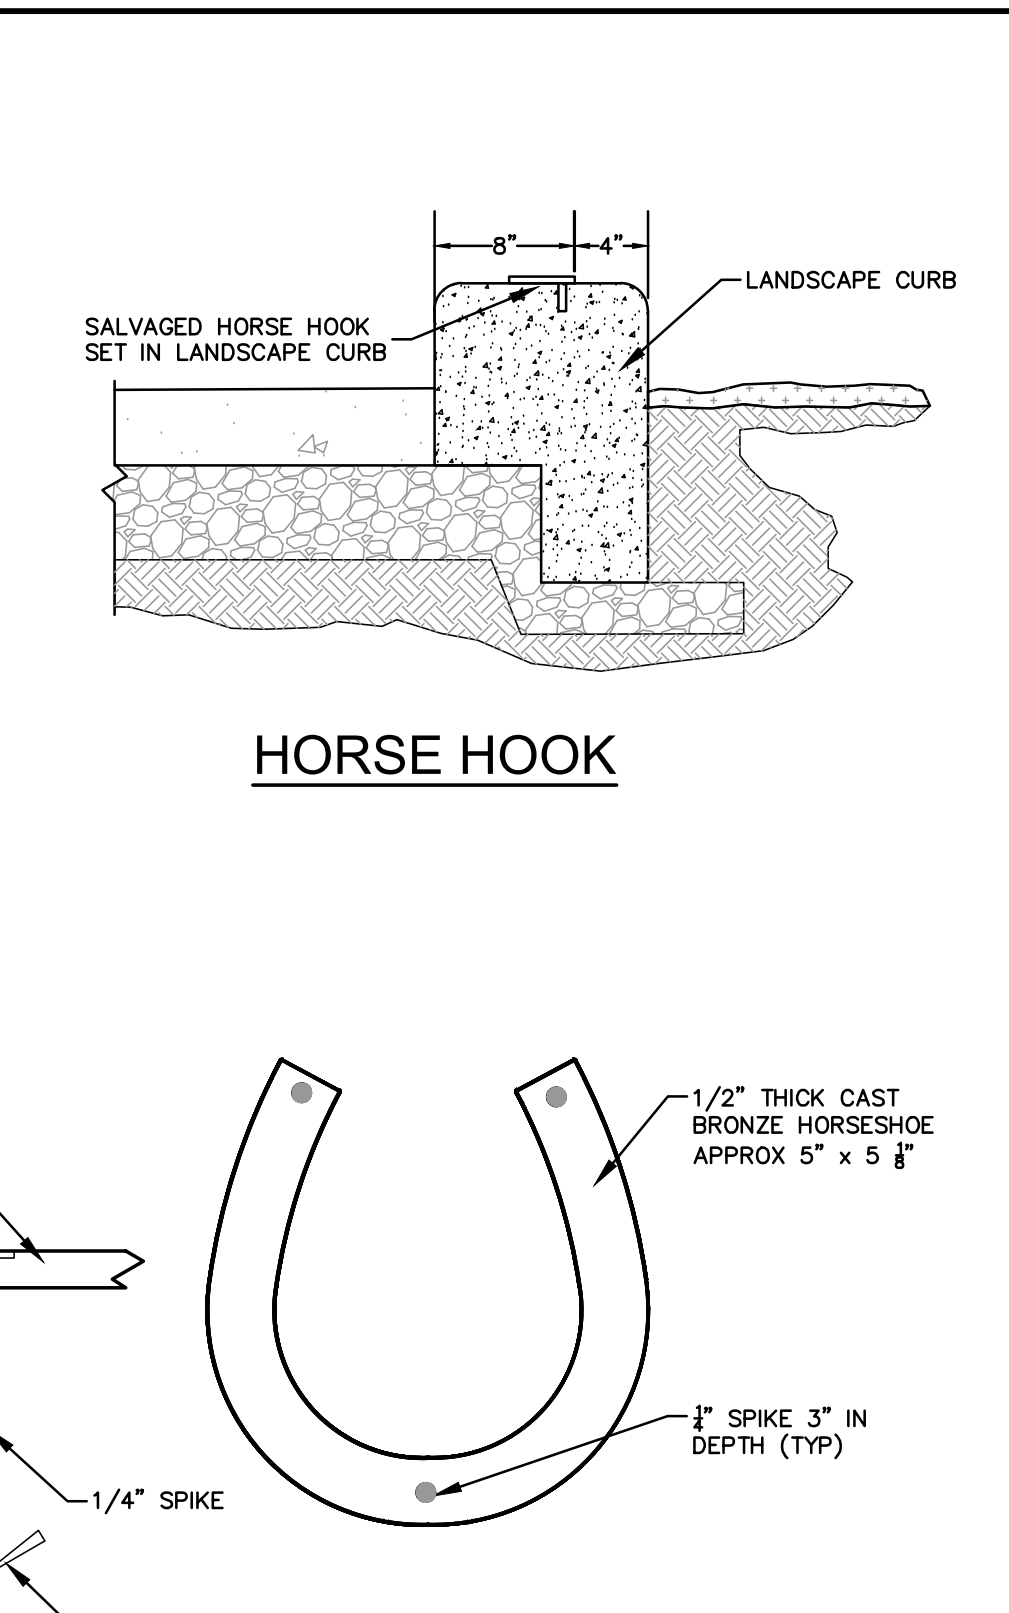 8" 4"
LANDSCAPE CURB
SALVAGED HORSE HOOK
SET IN LANDSCAPE CURB
HORSE HOOK
1/2" THICK CAST
BRONZE HORSESHOE
APPROX 5" x 5 1/8"
1/4" SPIKE 3" IN
DEPTH (TYP)
1/4" SPIKE